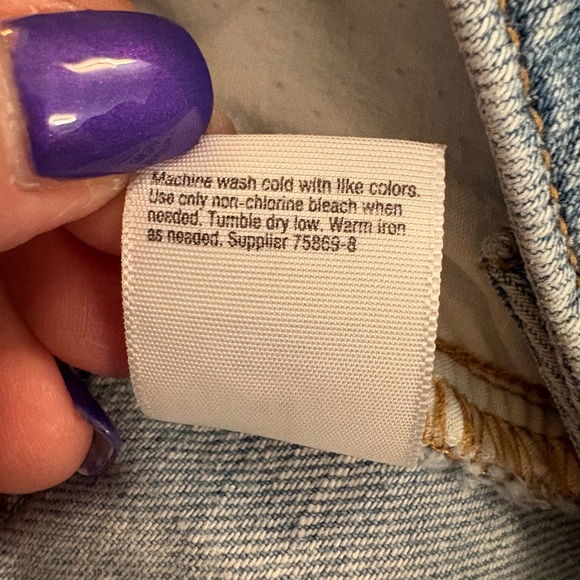 Machine wash cold with like colors.
Use only non-chlorine bleach when
needed. Tumble dry low. Warm iron
as needed. Supplier 75869-8